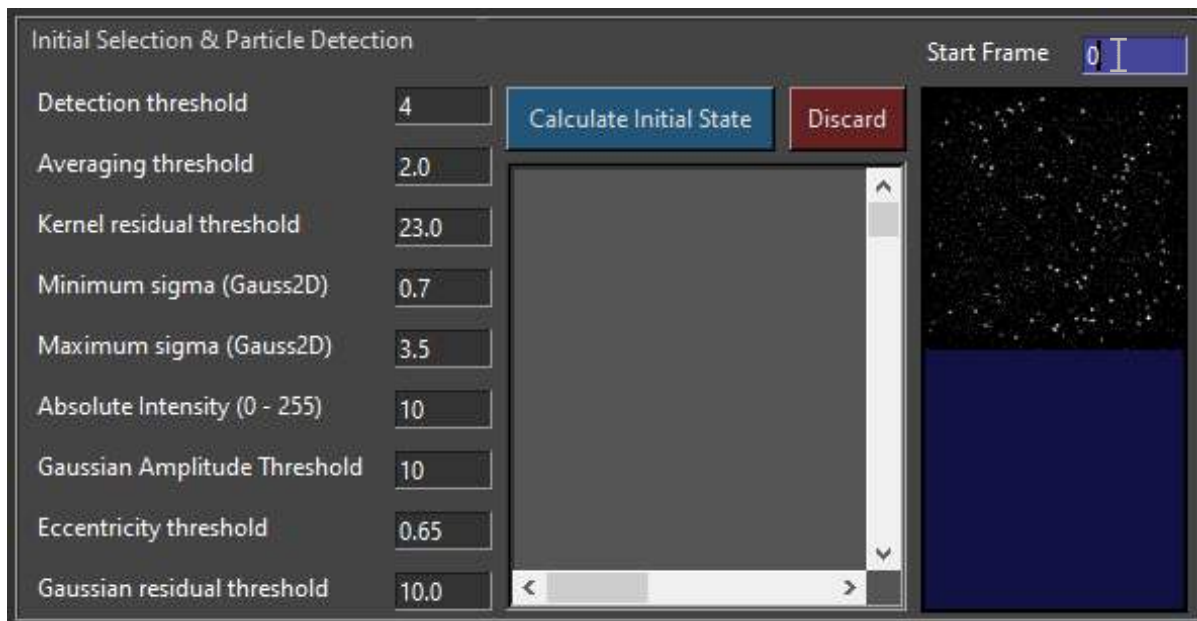 Initial Selection & Particle Detection
Start Frame 0
Detection threshold 4
Calculate Initial State Discard
Averaging threshold 2.0
Kernel residual threshold 23.0
Minimum sigma (Gauss2D) 0.7
Maximum sigma (Gauss2D) 3.5
Absolute Intensity (0 - 255) 10
Gaussian Amplitude Threshold 10
Eccentricity threshold 0.65
Gaussian residual threshold 10.0